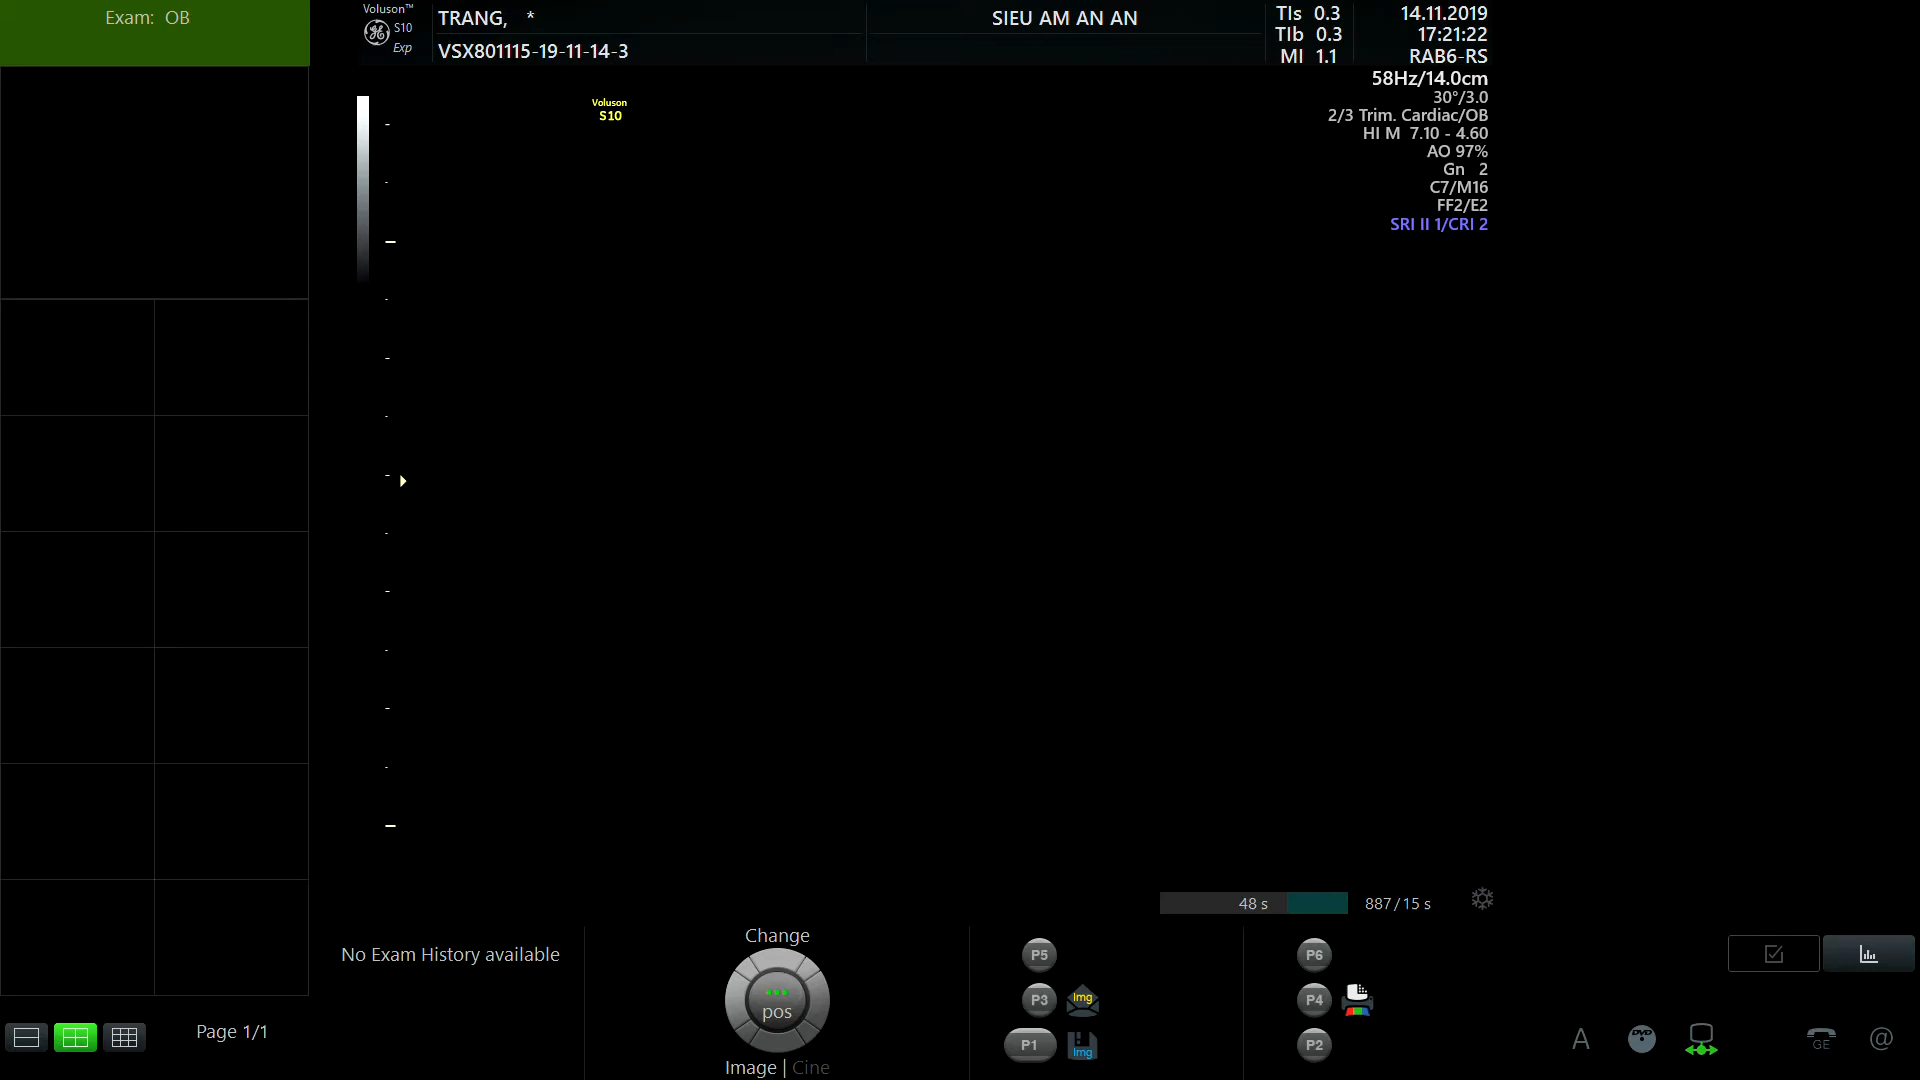 Exam: OB
Voluson™
S10
Exp
TRANG, *
VSX801115-19-11-14-3
SIEU AM AN AN
TIs 0.3
TIb 0.3
MI 1.1
14.11.2019
17:21:22
RAB6-RS
58Hz/14.0cm
30°/3.0
2/3 Trim. Cardiac/OB
HI M 7.10 - 4.60
AO 97%
Gn 2
C7/M16
FF2/E2
SRI II 1/CRI 2
Voluson
S10
48 s
887/15 s
No Exam History available
Change
pos
Image | Cine
P5
P3
Img
P1
Img
P6
P4
P2
Page 1/1
A
DVD
GE
@